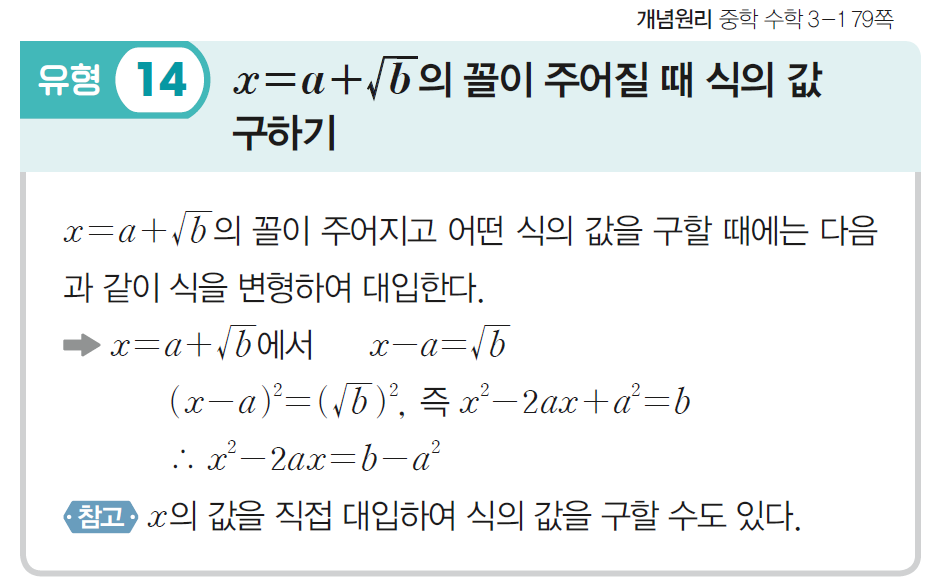 개념원리 중학 수학 3-1 79쪽
유형 14 x=a+√b의 꼴이 주어질 때 식의 값
구하기
x=a+√b의 꼴이 주어지고 어떤 식의 값을 구할 때에는 다음
과 같이 식을 변형하여 대입한다.
➡ x=a+√b에서 x-a=√b
(x-a)²=(√b)², 즉 x²-2ax+a²=b
∴ x²-2ax=b-a²
참고 x의 값을 직접 대입하여 식의 값을 구할 수도 있다.